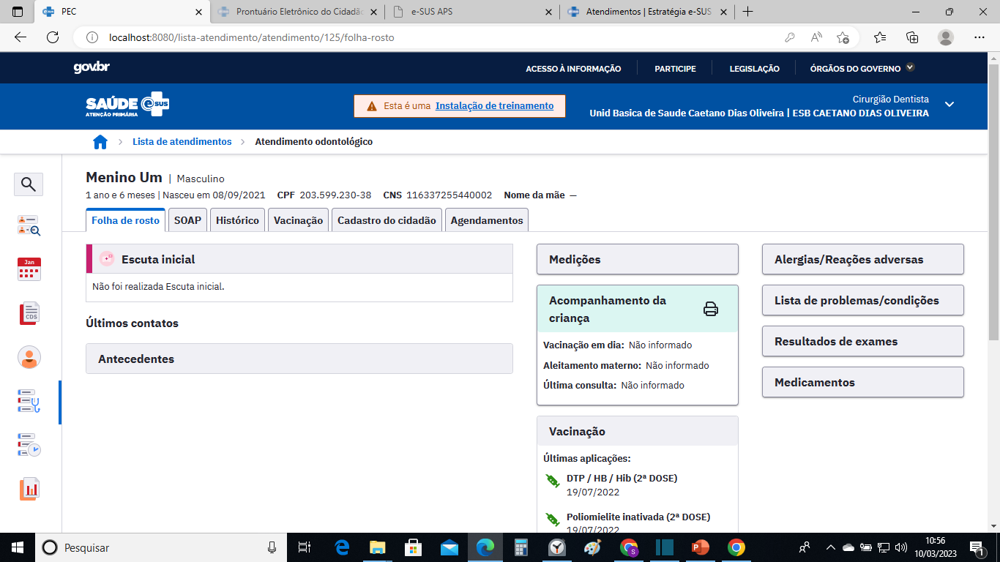 PEC
Prontuário Eletrônico do Cidadã
e-SUS APS
Atendimentos | Estratégia e-SUS
localhost:8080/lista-atendimento/atendimento/125/folha-rosto
gov.br
ACESSO À INFORMAÇÃO
PARTICIPE
LEGISLAÇÃO
ÓRGÃOS DO GOVERNO
SAÚDE e SUS
ATENÇÃO PRIMÁRIA
Esta é uma Instalação de treinamento
Cirurgião Dentista
Unid Basica de Saude Caetano Dias Oliveira | ESB CAETANO DIAS OLIVEIRA
Lista de atendimentos
Atendimento odontológico
Menino Um | Masculino
1 ano e 6 meses | Nasceu em 08/09/2021 CPF 203.599.230-38 CNS 116337255440002 Nome da mãe —
Folha de rosto
SOAP
Histórico
Vacinação
Cadastro do cidadão
Agendamentos
Jan
CDS
Escuta inicial
Não foi realizada Escuta inicial.
Últimos contatos
Antecedentes
Medições
Acompanhamento da
criança
Vacinação em dia: Não informado
Aleitamento materno: Não informado
Última consulta: Não informado
Vacinação
Últimas aplicações:
DTP / HB / Hib (2ª DOSE)
19/07/2022
Poliomielite inativada (2ª DOSE)
19/07/2022
Alergias/Reações adversas
Lista de problemas/condições
Resultados de exames
Medicamentos
Pesquisar
10:56
10/03/2023
1